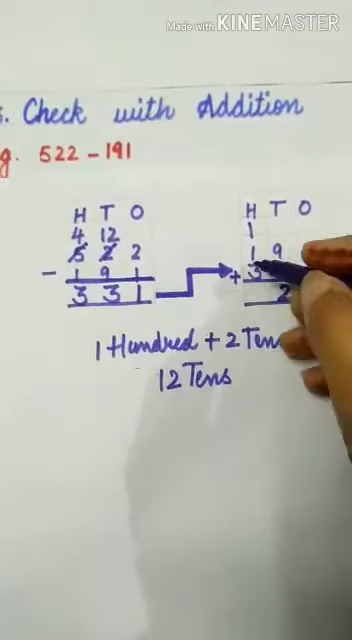 Made with KINEMASTER
. Check with Addition
g. 522 - 191
H T O
4 12
5 2 2
- 1 9 1
3 3 1
H T O
1
1 9
+ 3
2
1 Hundred + 2 Ten
12 Tens